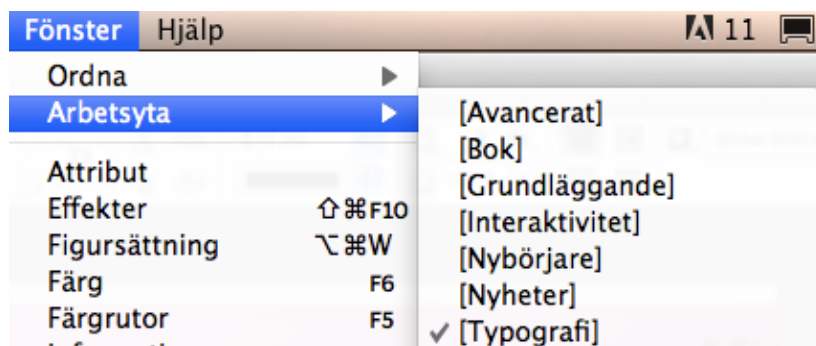 Fönster Hjälp 11
Ordna
Arbetsyta
[Avancerat]
[Bok]
[Grundläggande]
[Interaktivitet]
[Nybörjare]
[Nyheter]
✓ [Typografi]
Attribut
Effekter ⇧⌘F10
Figursättning ⌥⌘W
Färg F6
Färgrutor F5